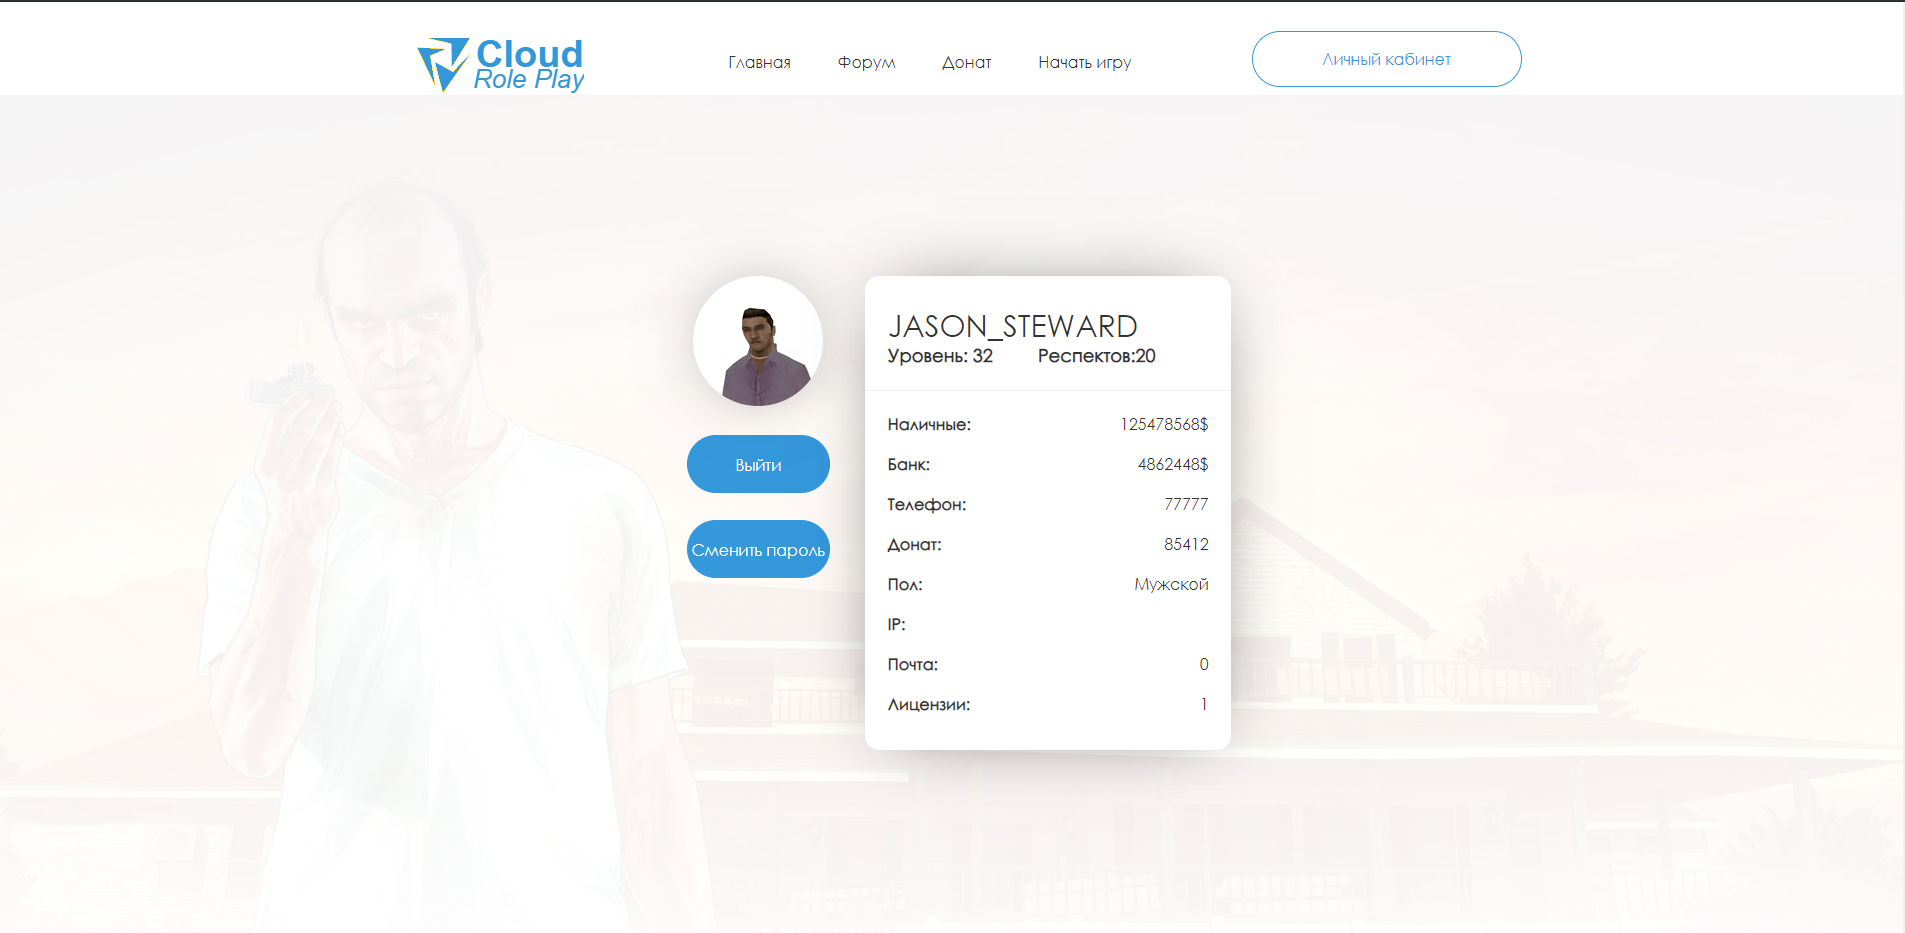 Cloud
Role Play
Главная Форум Донат Начать игру
Личный кабинет
JASON_STEWARD
Уровень: 32 Респектов:20
Выйти
Сменить пароль
Наличные: 125478568$
Банк: 4862448$
Телефон: 77777
Донат: 85412
Пол: Мужской
IP:
Почта: 0
Лицензии: 1